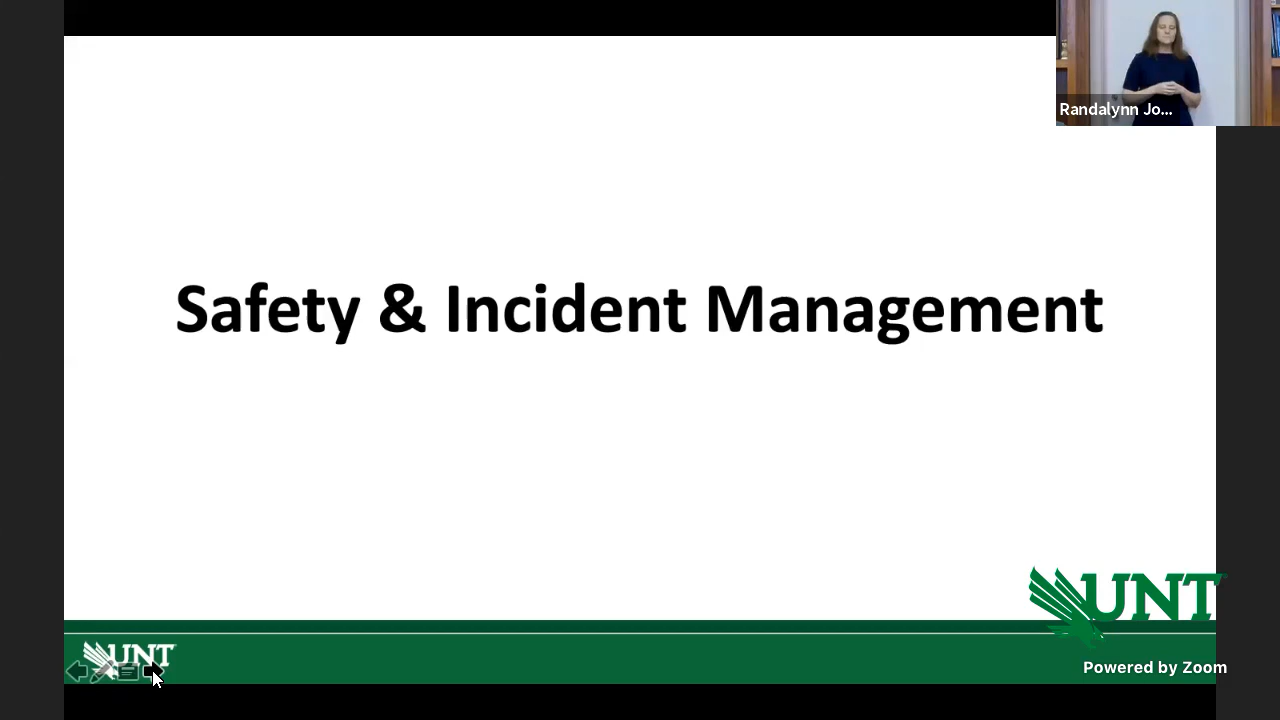 Randalynn Jo...
Safety & Incident Management
UNT
UNT
Powered by Zoom